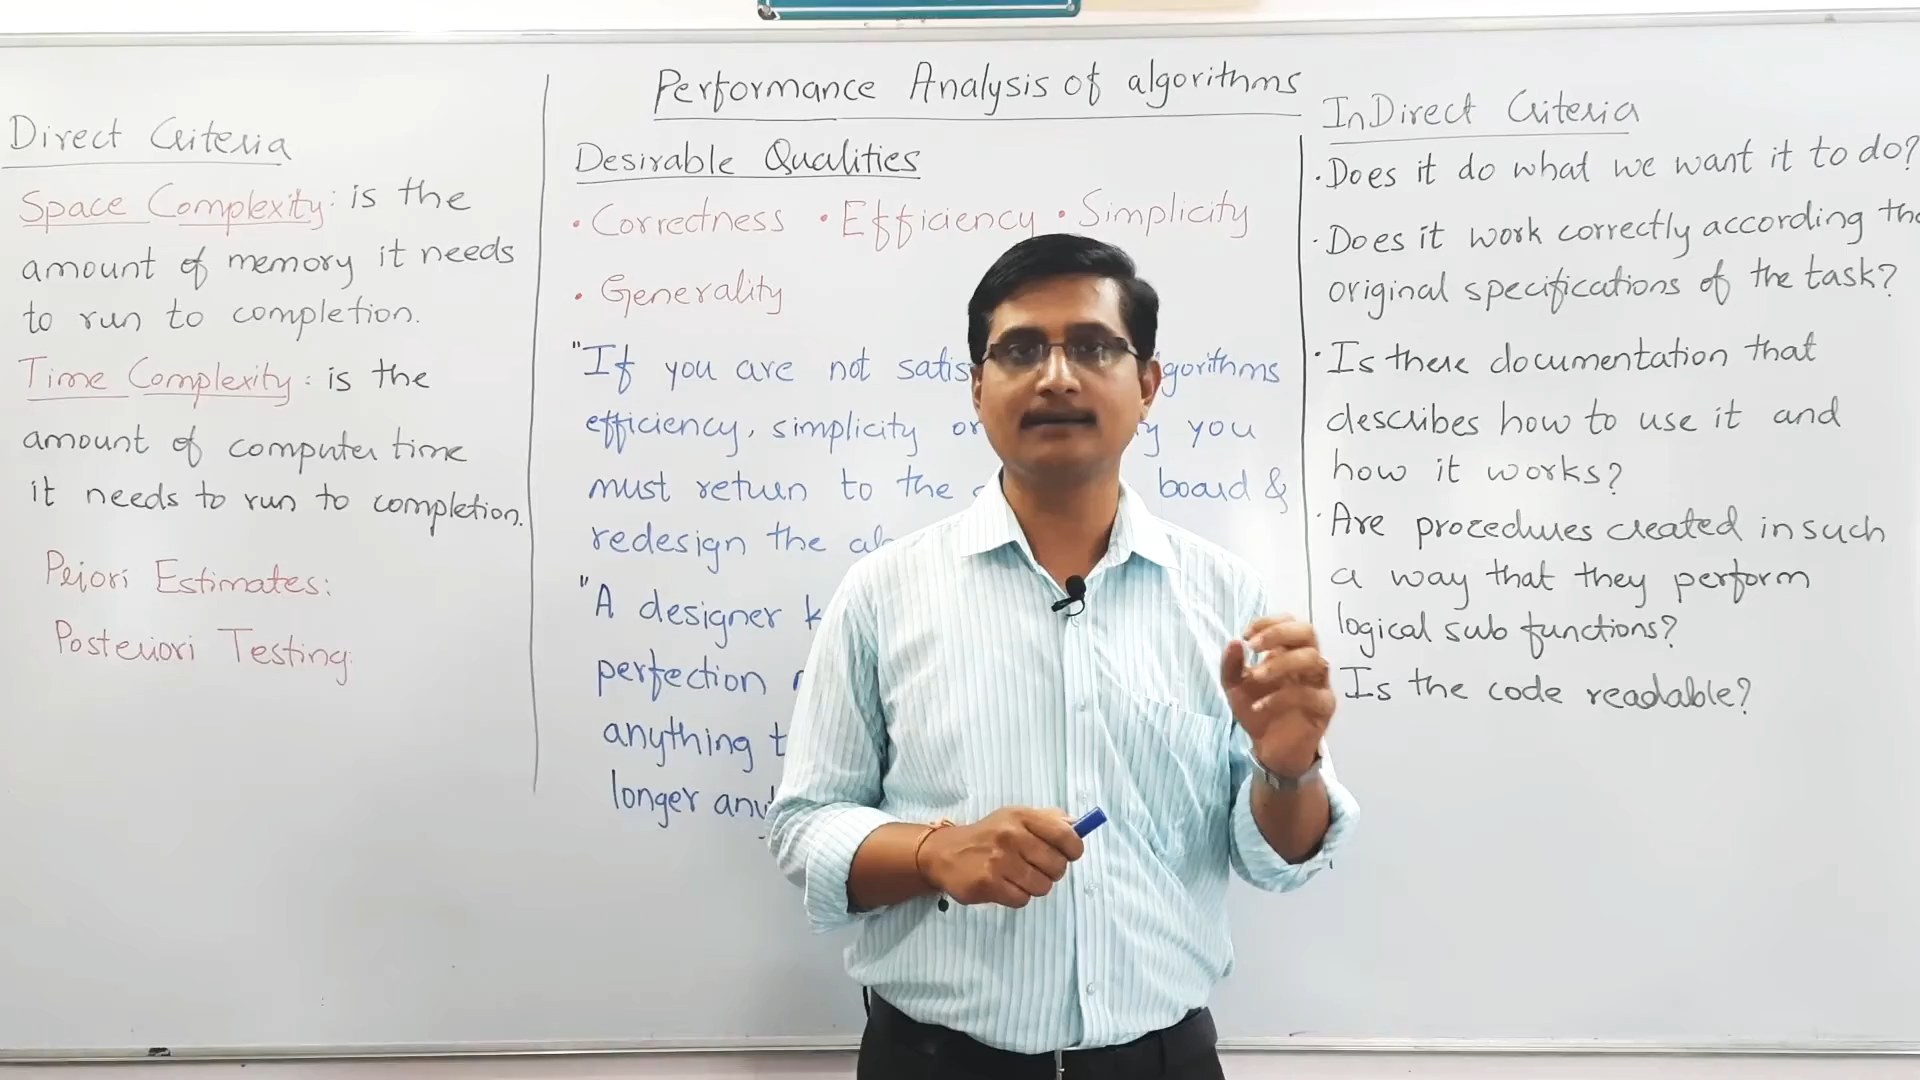 Performance Analysis of algorithms
Direct Criteria
Space Complexity: is the
amount of memory it needs
to run to completion.
Time Complexity: is the
amount of computer time
it needs to run to completion.
Priori Estimates:
Posteriori Testing:
Desirable Qualities
• Correctness • Efficiency • Simplicity
• Generality
"If you are not gorithms
efficiency, simplicity or you
must return to the board &
redesign the
"A designer
perfection
anything
longer
InDirect Criteria
• Does it do what we want it to do?
• Does it work correctly according the
original specifications of the task?
• Is there documentation that
describes how to use it and
how it works?
• Are procedures created in such
a way that they perform
logical sub functions?
Is the code readable?